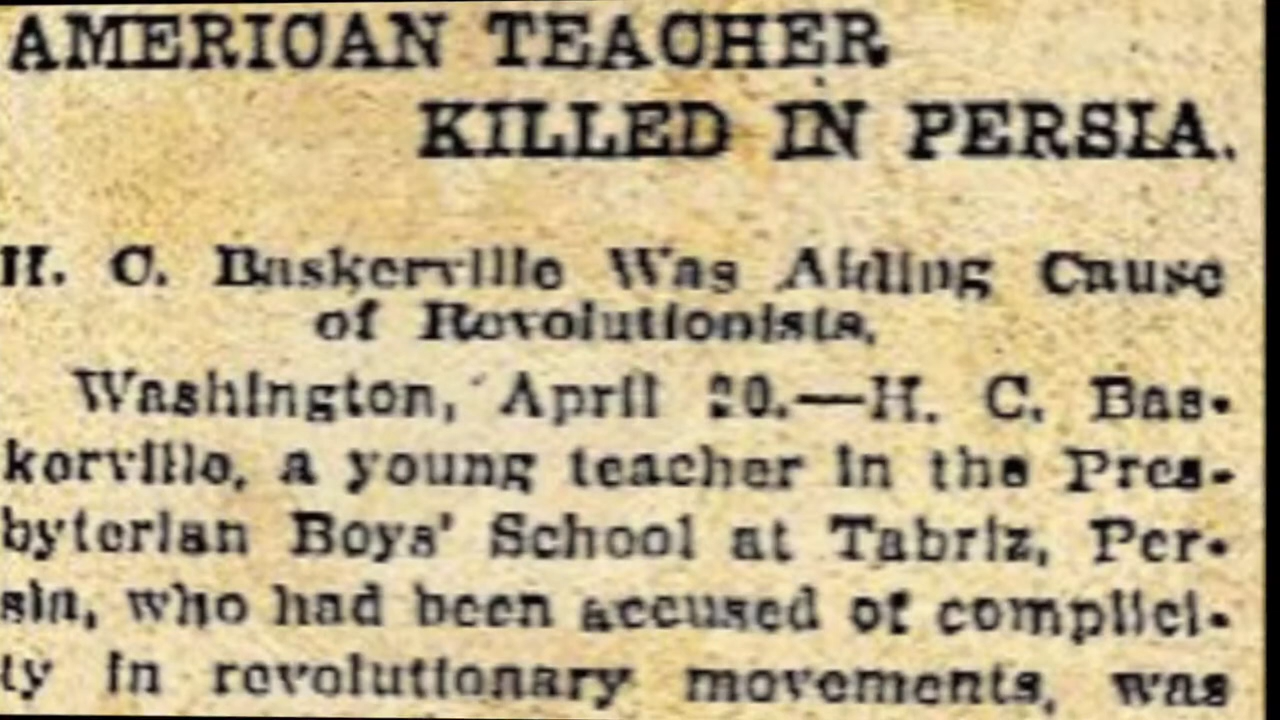 AMERICAN TEACHER
KILLED IN PERSIA.
H. C. Baskerville Was Aiding Cause
of Revolutionists.
Washington, April 20.—H. C. Bas-
kerville, a young teacher in the Pres-
byterian Boys' School at Tabriz, Per-
sia, who had been accused of complici-
ty in revolutionary movements, was